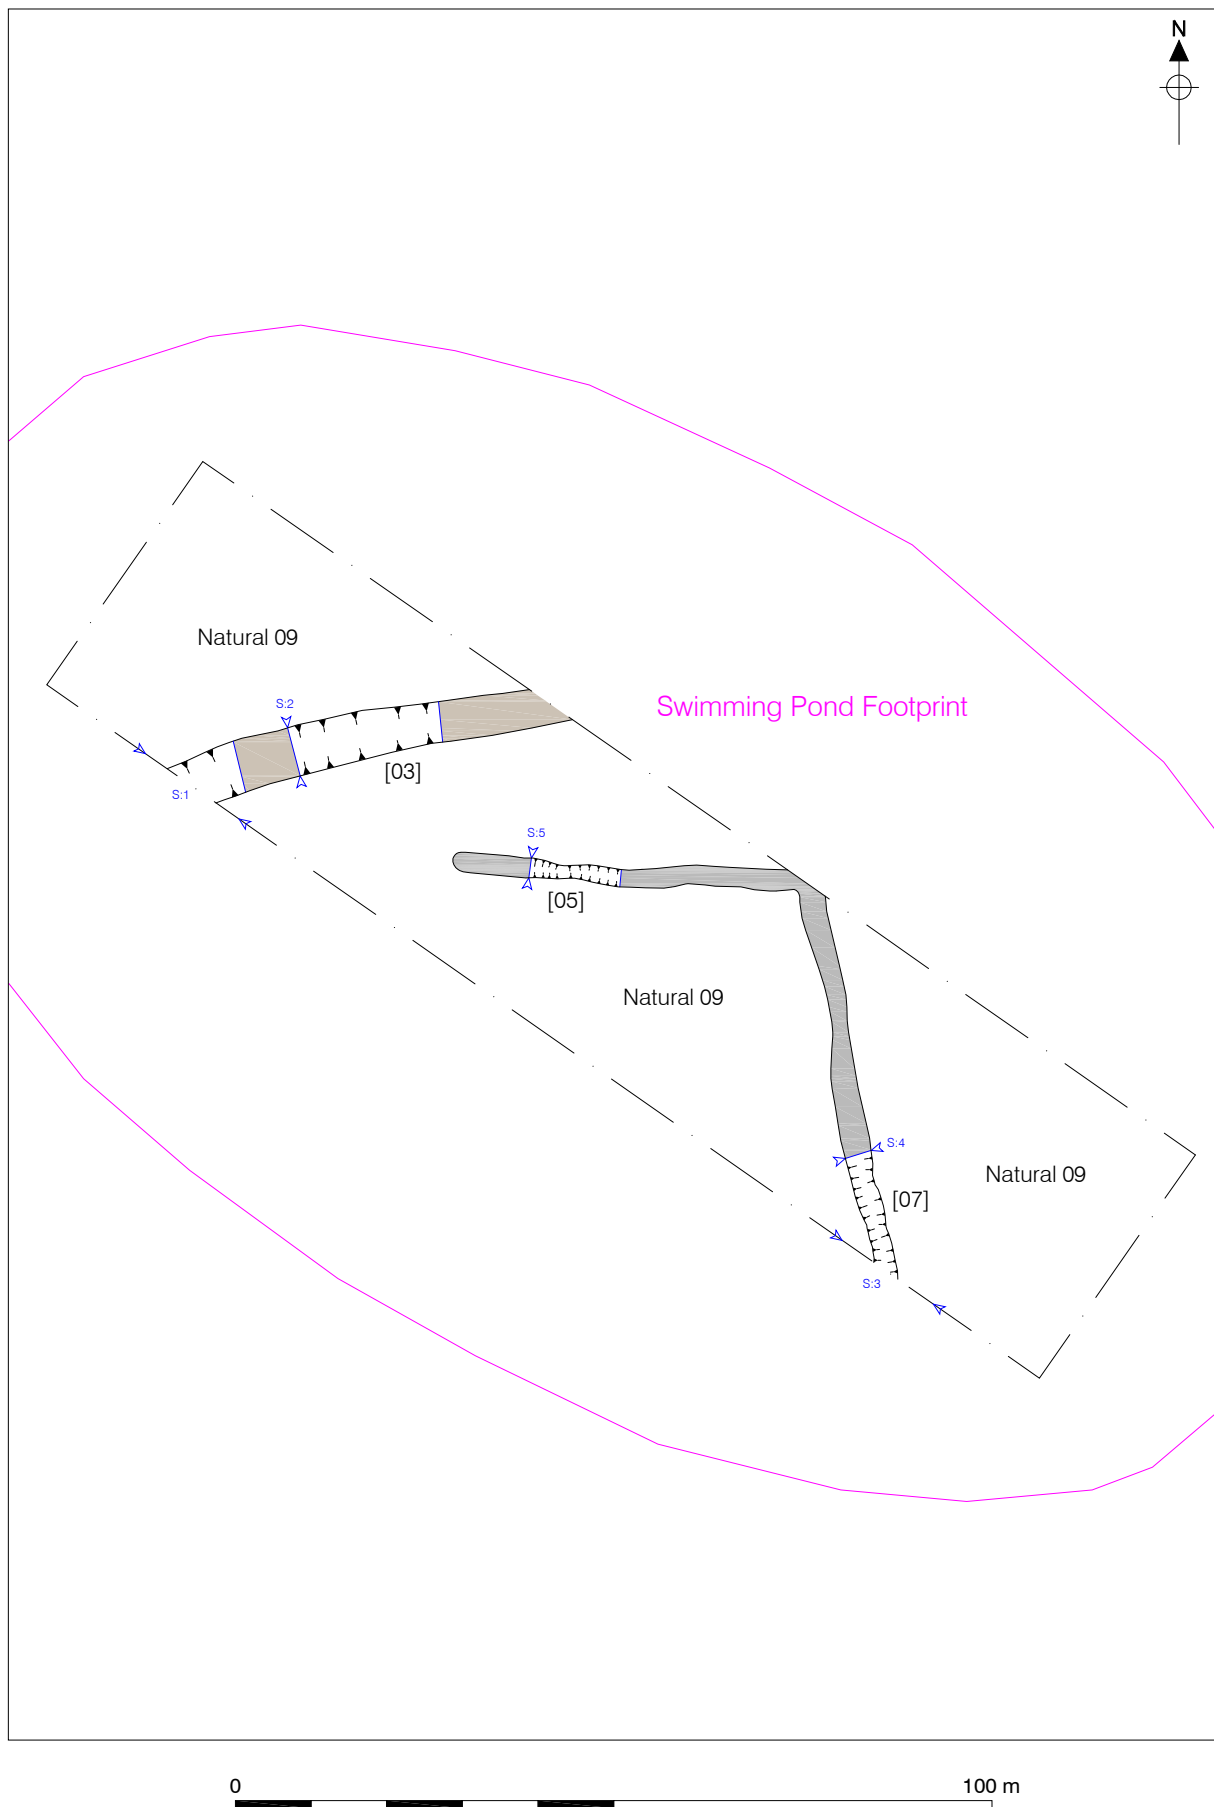 N
Natural 09
S:2
Swimming Pond Footprint
[03]
S:1
S:5
[05]
Natural 09
S:4
Natural 09
[07]
S:3
0
100 m